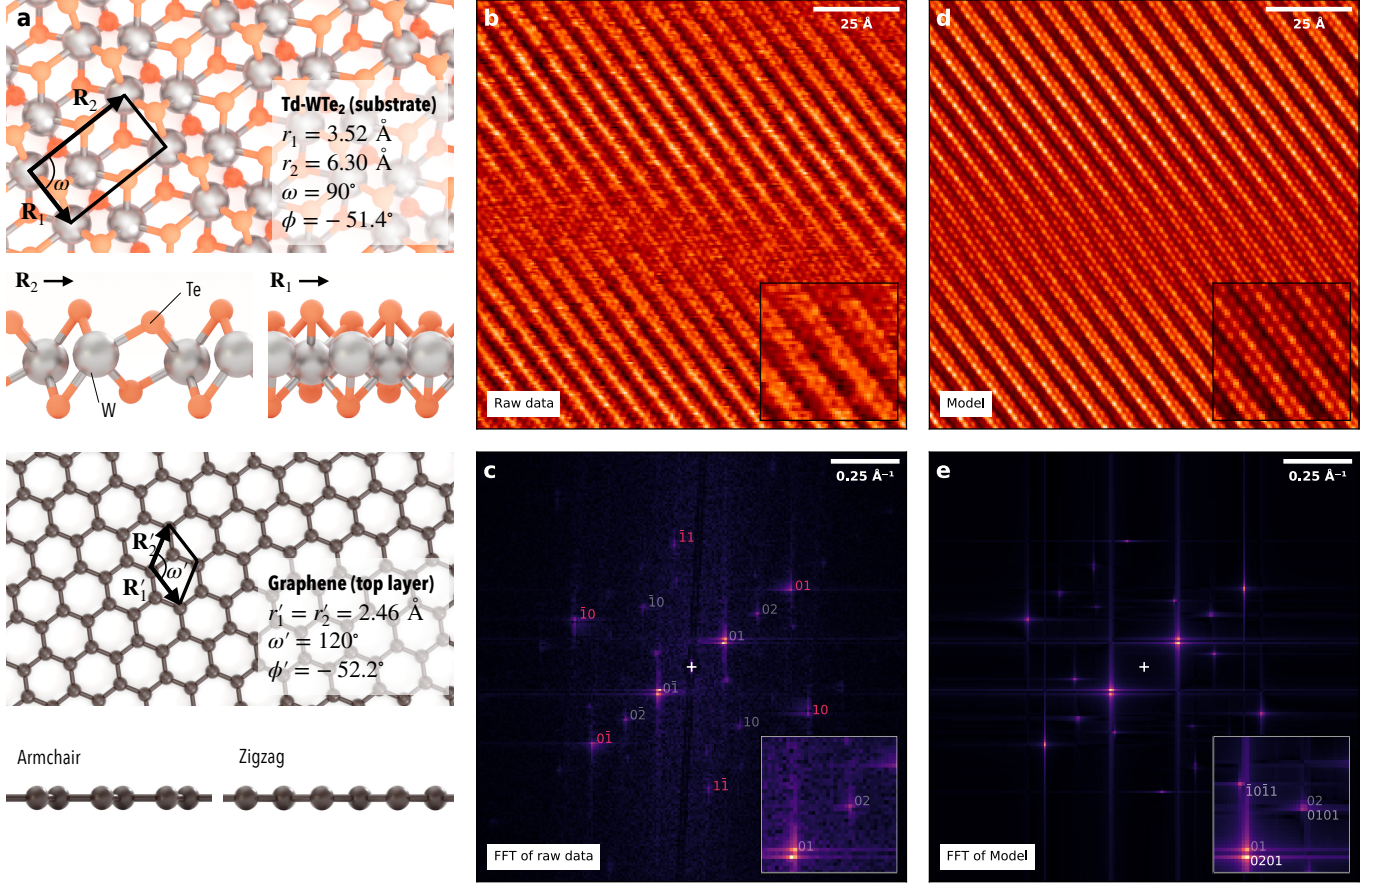 a
R₂
ω
R₁
Td-WTe₂ (substrate)
r₁ = 3.52 Å
r₂ = 6.30 Å
ω = 90°
ϕ = − 51.4°
R₂
R₁
Te
W
R′₂
R′₁
ω′
Graphene (top layer)
r′₁ = r′₂ = 2.46 Å
ω′ = 120°
ϕ′ = − 52.2°
Armchair
Zigzag
b
25 Å
Raw data
c
0.25 Å⁻¹
1̄1
01
1̄0
02
1̄0
01
01̄
02̄
10
10
01̄
11̄
02
01
FFT of raw data
d
25 Å
Model
e
0.25 Å⁻¹
1̄01̄1
02
0101
01
0201
FFT of Model